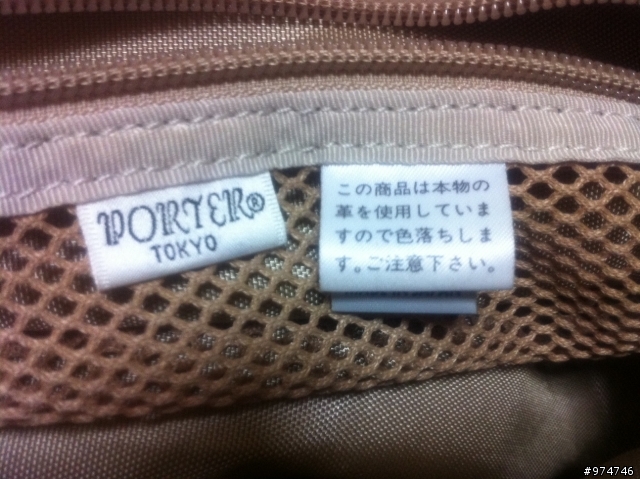 PORTER®
TOKYO
この商品は本物の
革を使用していま
すので色落ちしま
す。ご注意下さい。
#974746